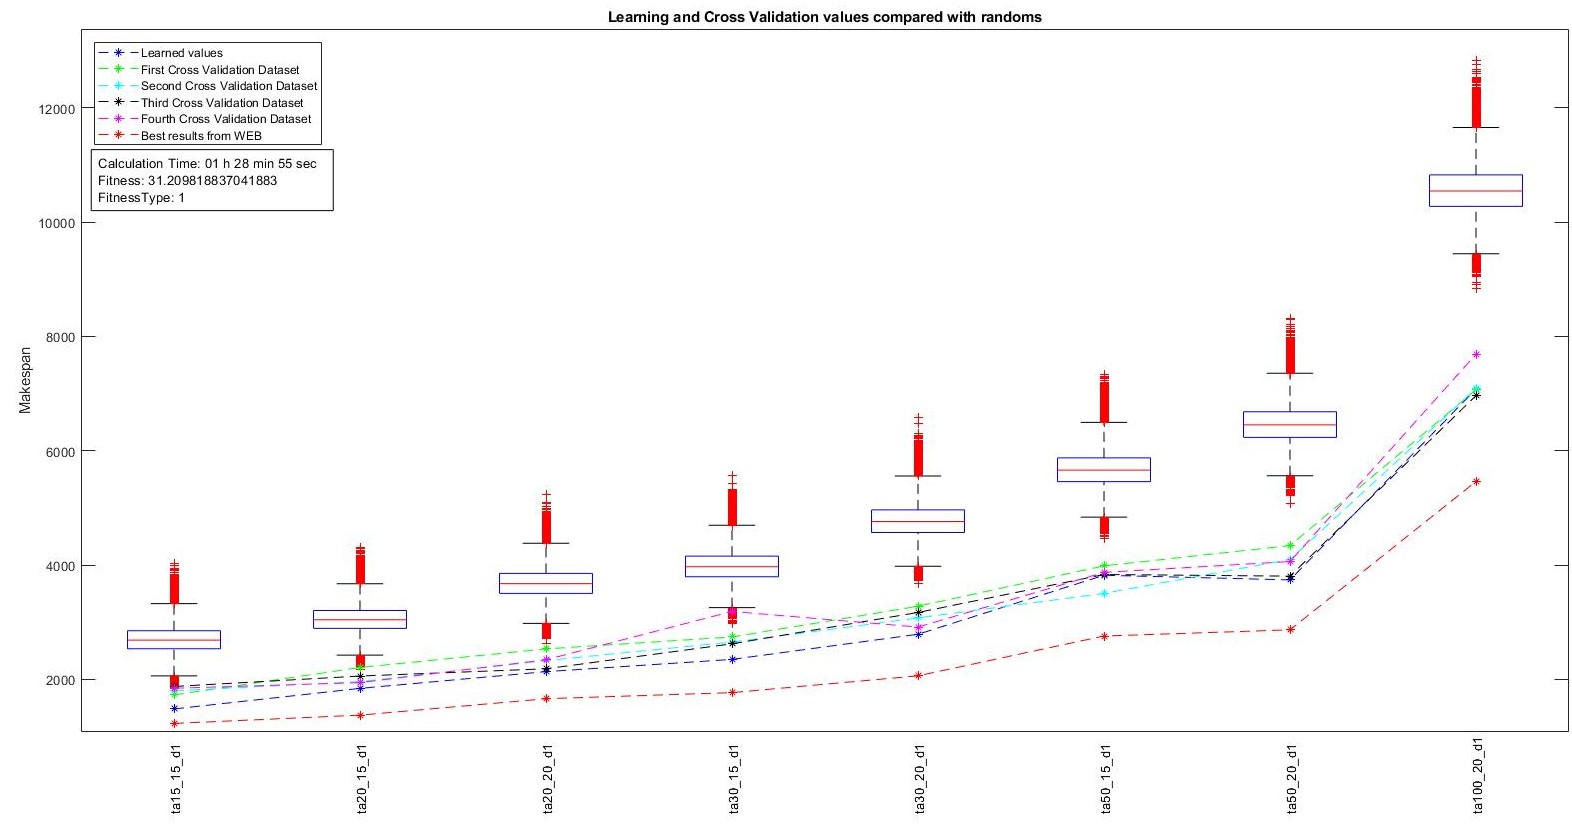 Learning and Cross Validation values compared with randoms
Learned values
First Cross Validation Dataset
Second Cross Validation Dataset
Third Cross Validation Dataset
Fourth Cross Validation Dataset
Best results from WEB
Calculation Time: 01 h 28 min 55 sec
Fitness: 31.209818837041883
FitnessType: 1
12000
10000
8000
6000
4000
2000
Makespan
ta15_15_d1
ta20_15_d1
ta20_20_d1
ta30_15_d1
ta30_20_d1
ta50_15_d1
ta50_20_d1
ta100_20_d1